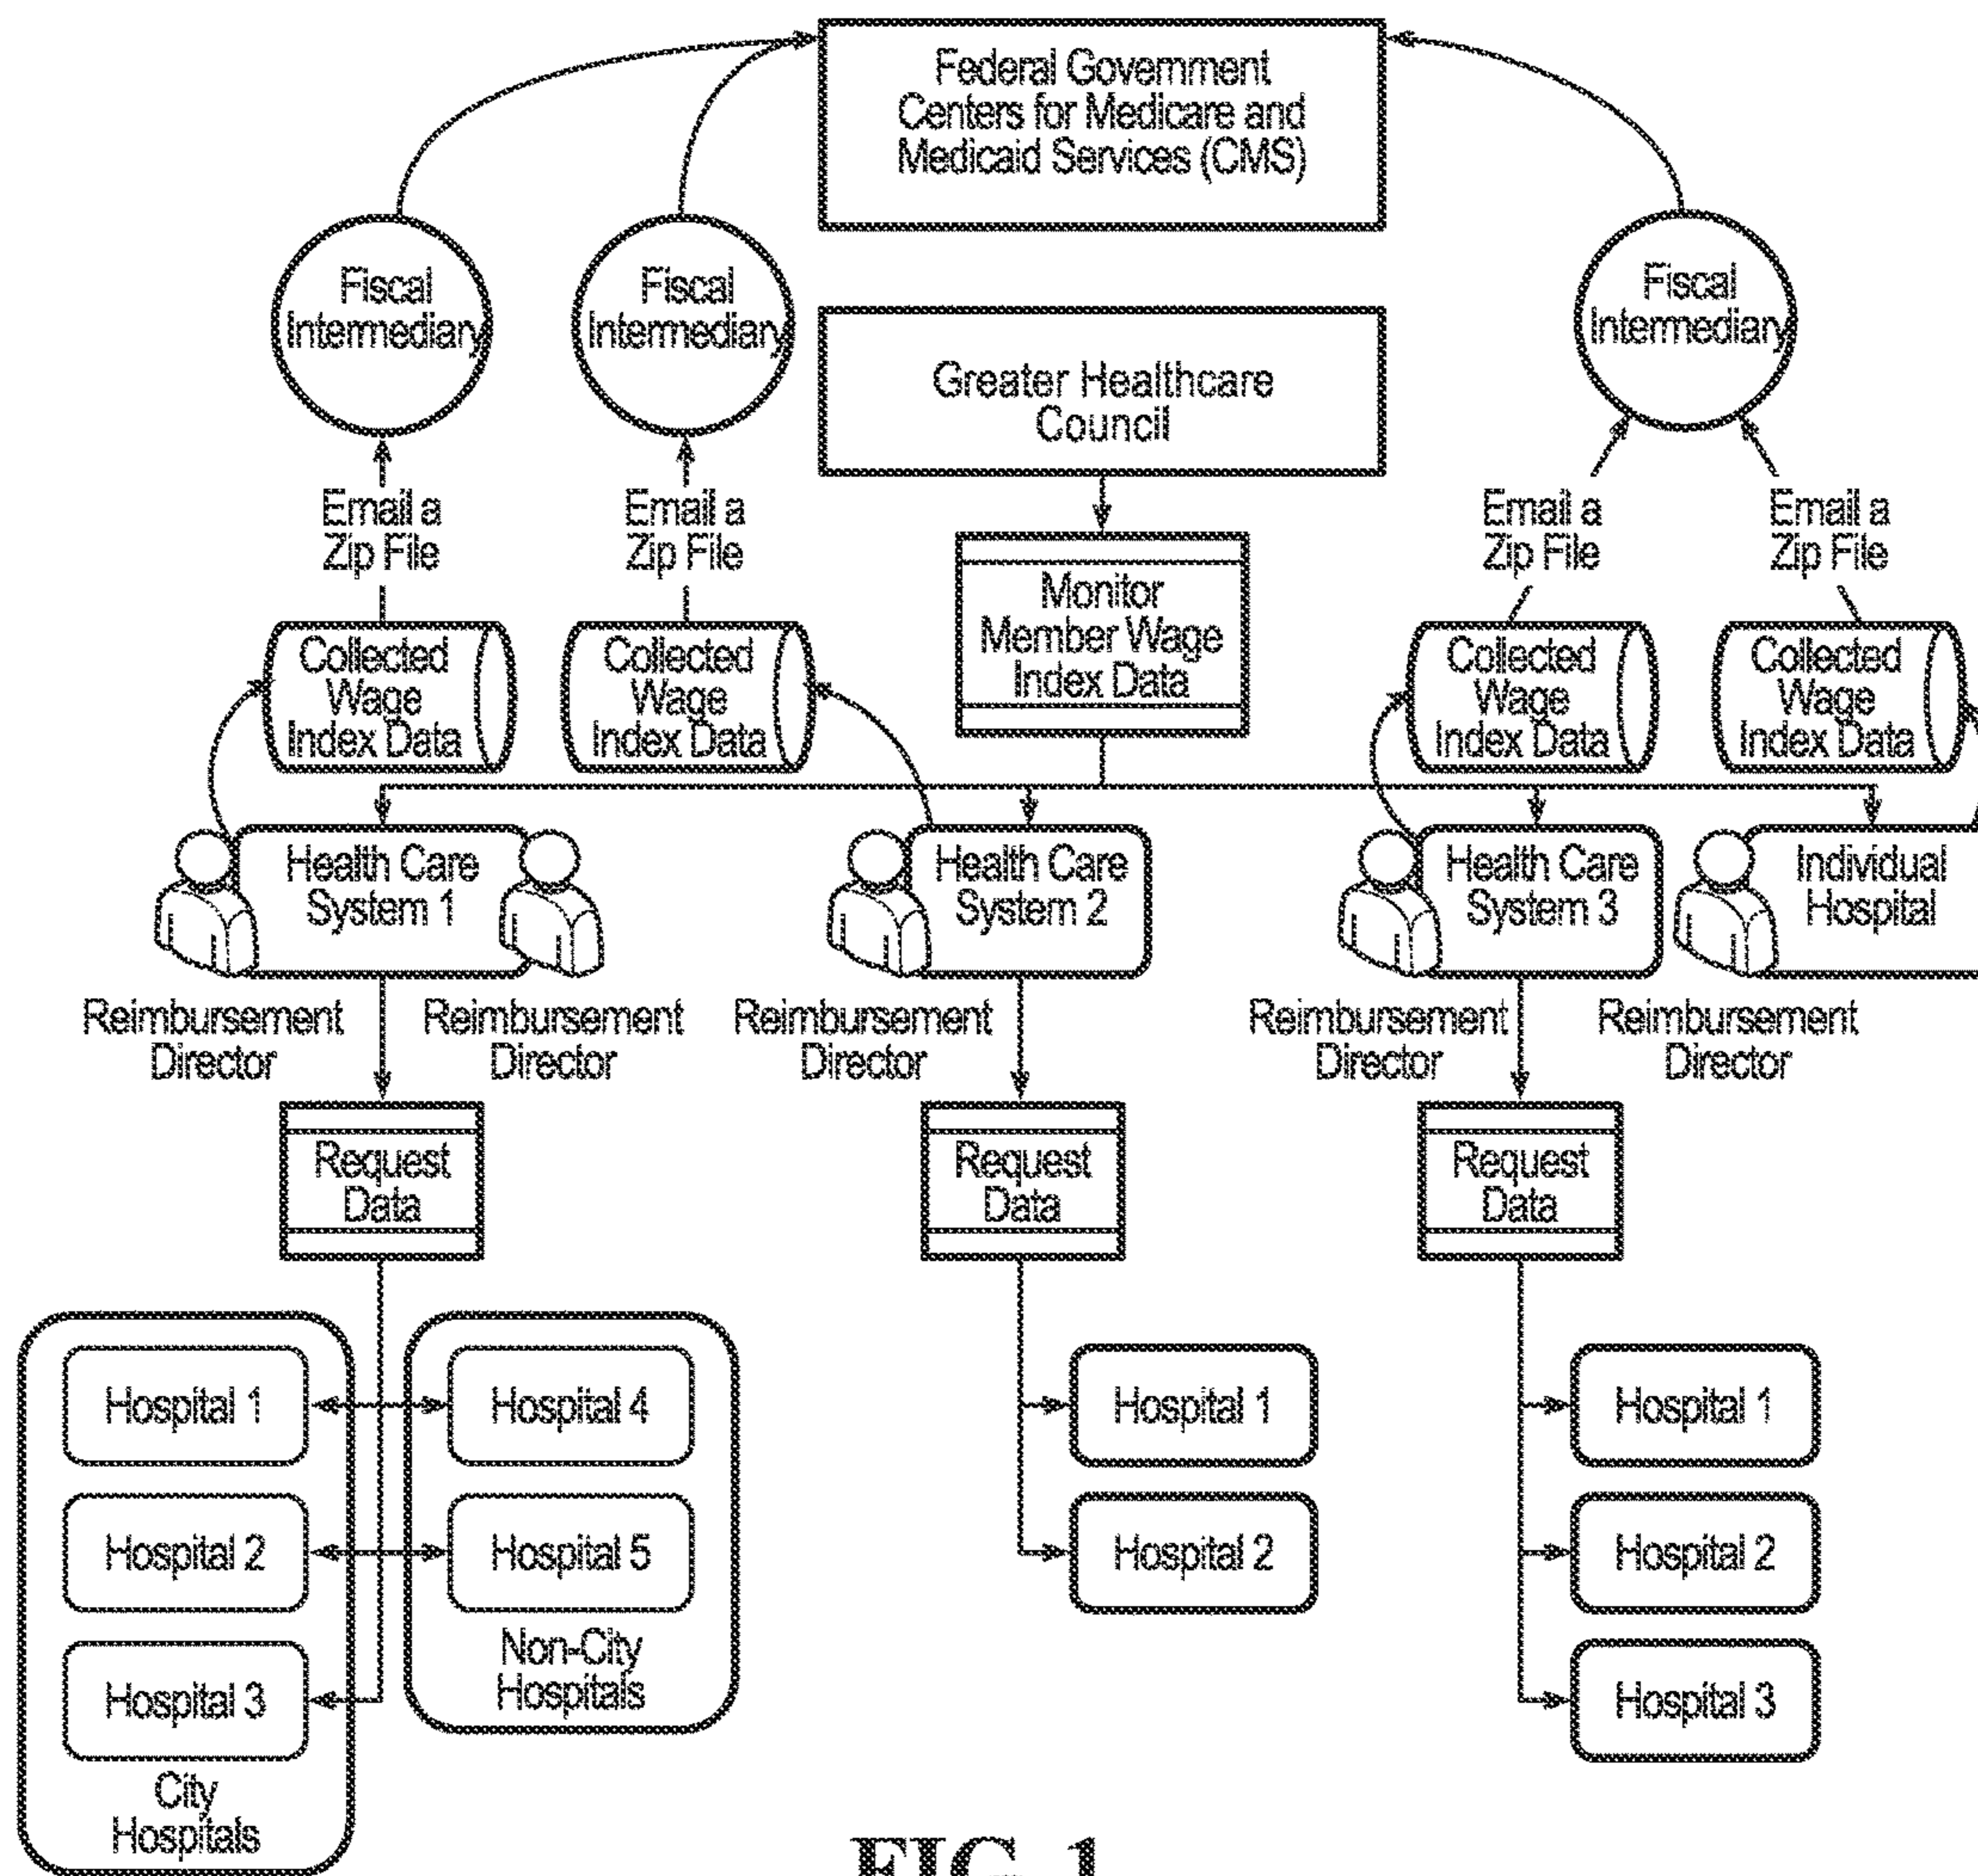 Federal Government
Centers for Medicare and
Medicaid Services (CMS)
Fiscal
Intermediary
Fiscal
Intermediary
Fiscal
Intermediary
Greater Healthcare
Council
Email a
Zip File
Email a
Zip File
Email a
Zip File
Email a
Zip File
Monitor
Member Wage
Index Data
Collected
Wage
Index Data
Collected
Wage
Index Data
Collected
Wage
Index Data
Collected
Wage
Index Data
Health Care
System 1
Health Care
System 2
Health Care
System 3
Individual
Hospital
Reimbursement
Director
Reimbursement
Director
Reimbursement
Director
Reimbursement
Director
Reimbursement
Director
Request
Data
Request
Data
Request
Data
Hospital 1
Hospital 2
Hospital 3
City
Hospitals
Hospital 4
Hospital 5
Non-City
Hospitals
Hospital 1
Hospital 2
Hospital 1
Hospital 2
Hospital 3
FIG. 1